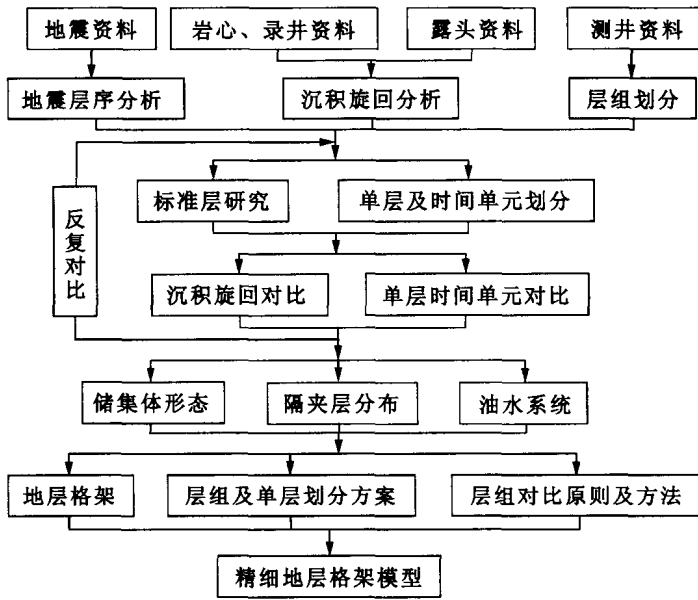 地震资料
岩心、录井资料
露头资料
测井资料
地震层序分析
沉积旋回分析
层组划分
反复对比
标准层研究
单层及时间单元划分
沉积旋回对比
单层时间单元对比
储集体形态
隔夹层分布
油水系统
地层格架
层组及单层划分方案
层组对比原则及方法
精细地层格架模型